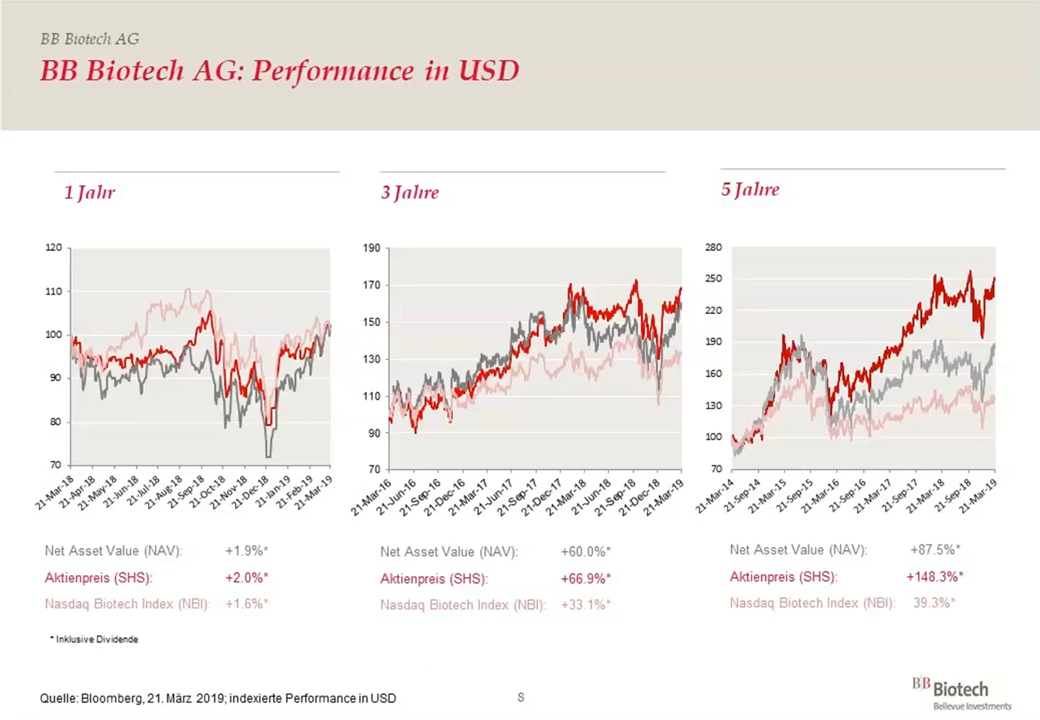 BB Biotech AG
BB Biotech AG: Performance in USD
1 Jahr
3 Jahre
5 Jahre
120
110
100
90
80
70
21-Mar-18
21-Apr-18
21-May-18
21-Jun-18
21-Jul-18
21-Aug-18
21-Sep-18
21-Oct-18
21-Nov-18
21-Dec-18
21-Jan-19
21-Feb-19
21-Mar-19
190
170
150
130
110
90
70
21-Mar-16
21-Jun-16
21-Sep-16
21-Dec-16
21-Mar-17
21-Jun-17
21-Sep-17
21-Dec-17
21-Mar-18
21-Jun-18
21-Sep-18
21-Dec-18
21-Mar-19
280
250
220
190
160
130
100
70
21-Mar-14
21-Sep-14
21-Mar-15
21-Sep-15
21-Mar-16
21-Sep-16
21-Mar-17
21-Sep-17
21-Mar-18
21-Sep-18
21-Mar-19
Net Asset Value (NAV): +1.9%*
Aktienpreis (SHS): +2.0%*
Nasdaq Biotech Index (NBI): +1.6%*
Net Asset Value (NAV): +60.0%*
Aktienpreis (SHS): +66.9%*
Nasdaq Biotech Index (NBI): +33.1%*
Net Asset Value (NAV): +87.5%*
Aktienpreis (SHS): +148.3%*
Nasdaq Biotech Index (NBI): 39.3%*
* Inklusive Dividende
Quelle: Bloomberg, 21. März 2019; indexierte Performance in USD
8
BB Biotech
Bellevue Investments